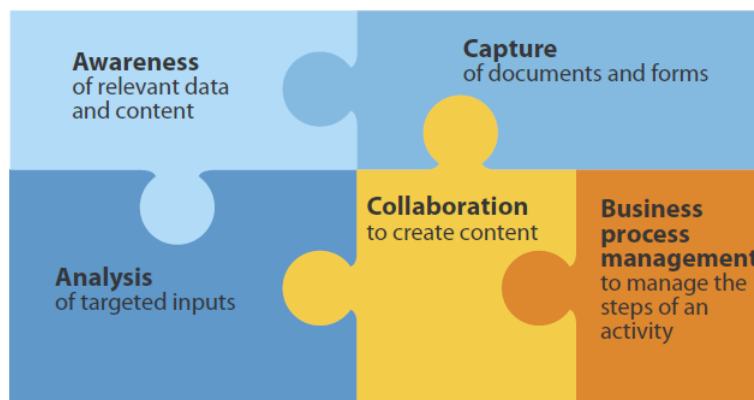 Awareness
of relevant data
and content
Capture
of documents and forms
Analysis
of targeted inputs
Collaboration
to create content
Business
process
management
to manage the
steps of an
activity